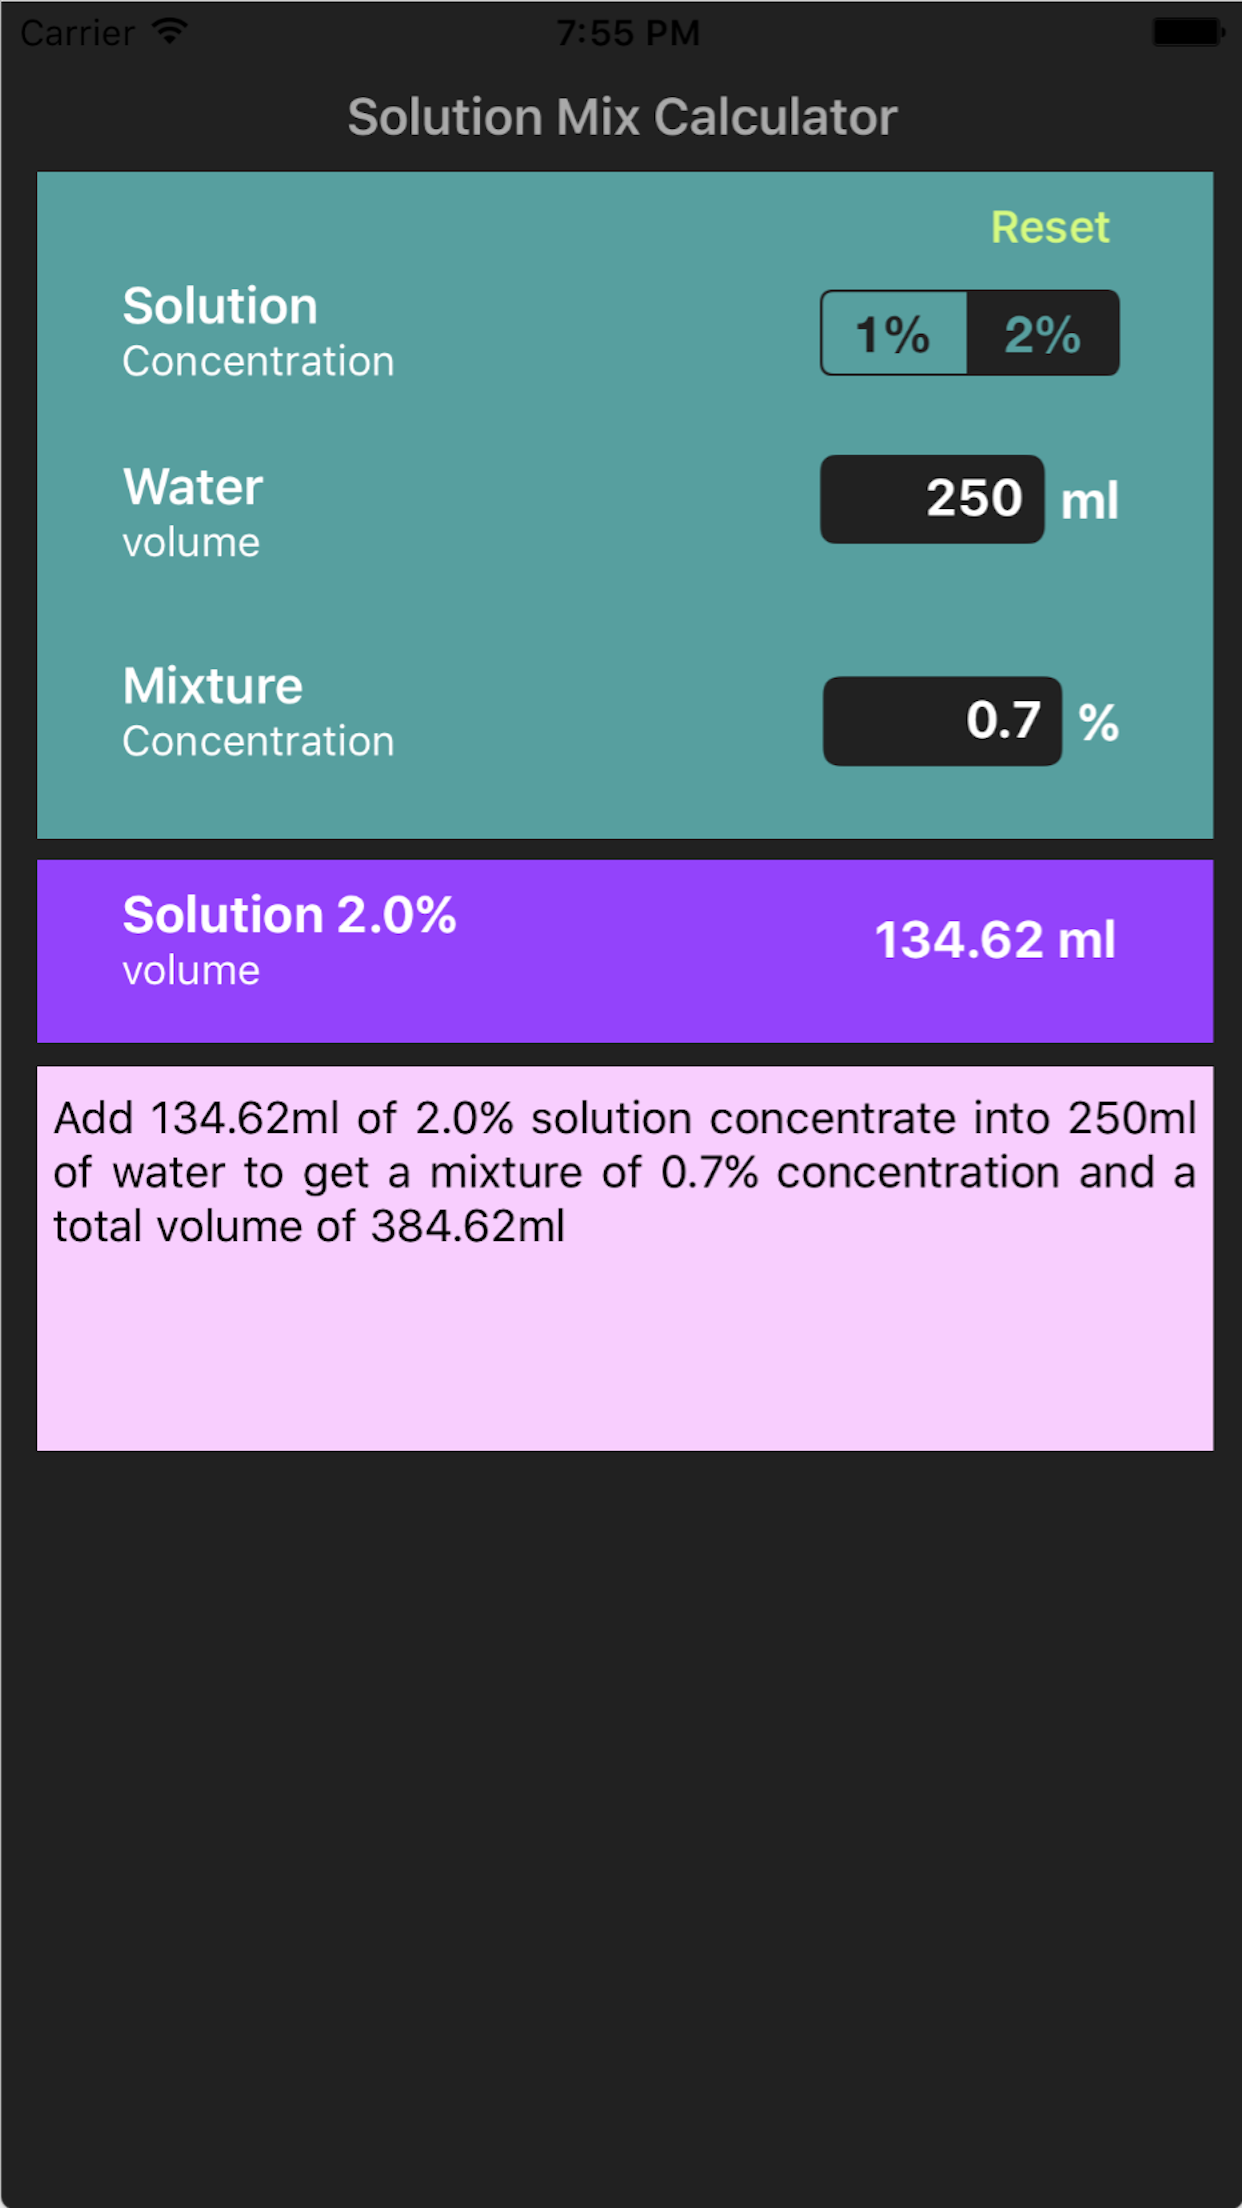 Carrier 7:55 PM
Solution Mix Calculator
Reset
Solution
Concentration
1% 2%
Water
volume
250 ml
Mixture
Concentration
0.7 %
Solution 2.0%
volume
134.62 ml
Add 134.62ml of 2.0% solution concentrate into 250ml
of water to get a mixture of 0.7% concentration and a
total volume of 384.62ml